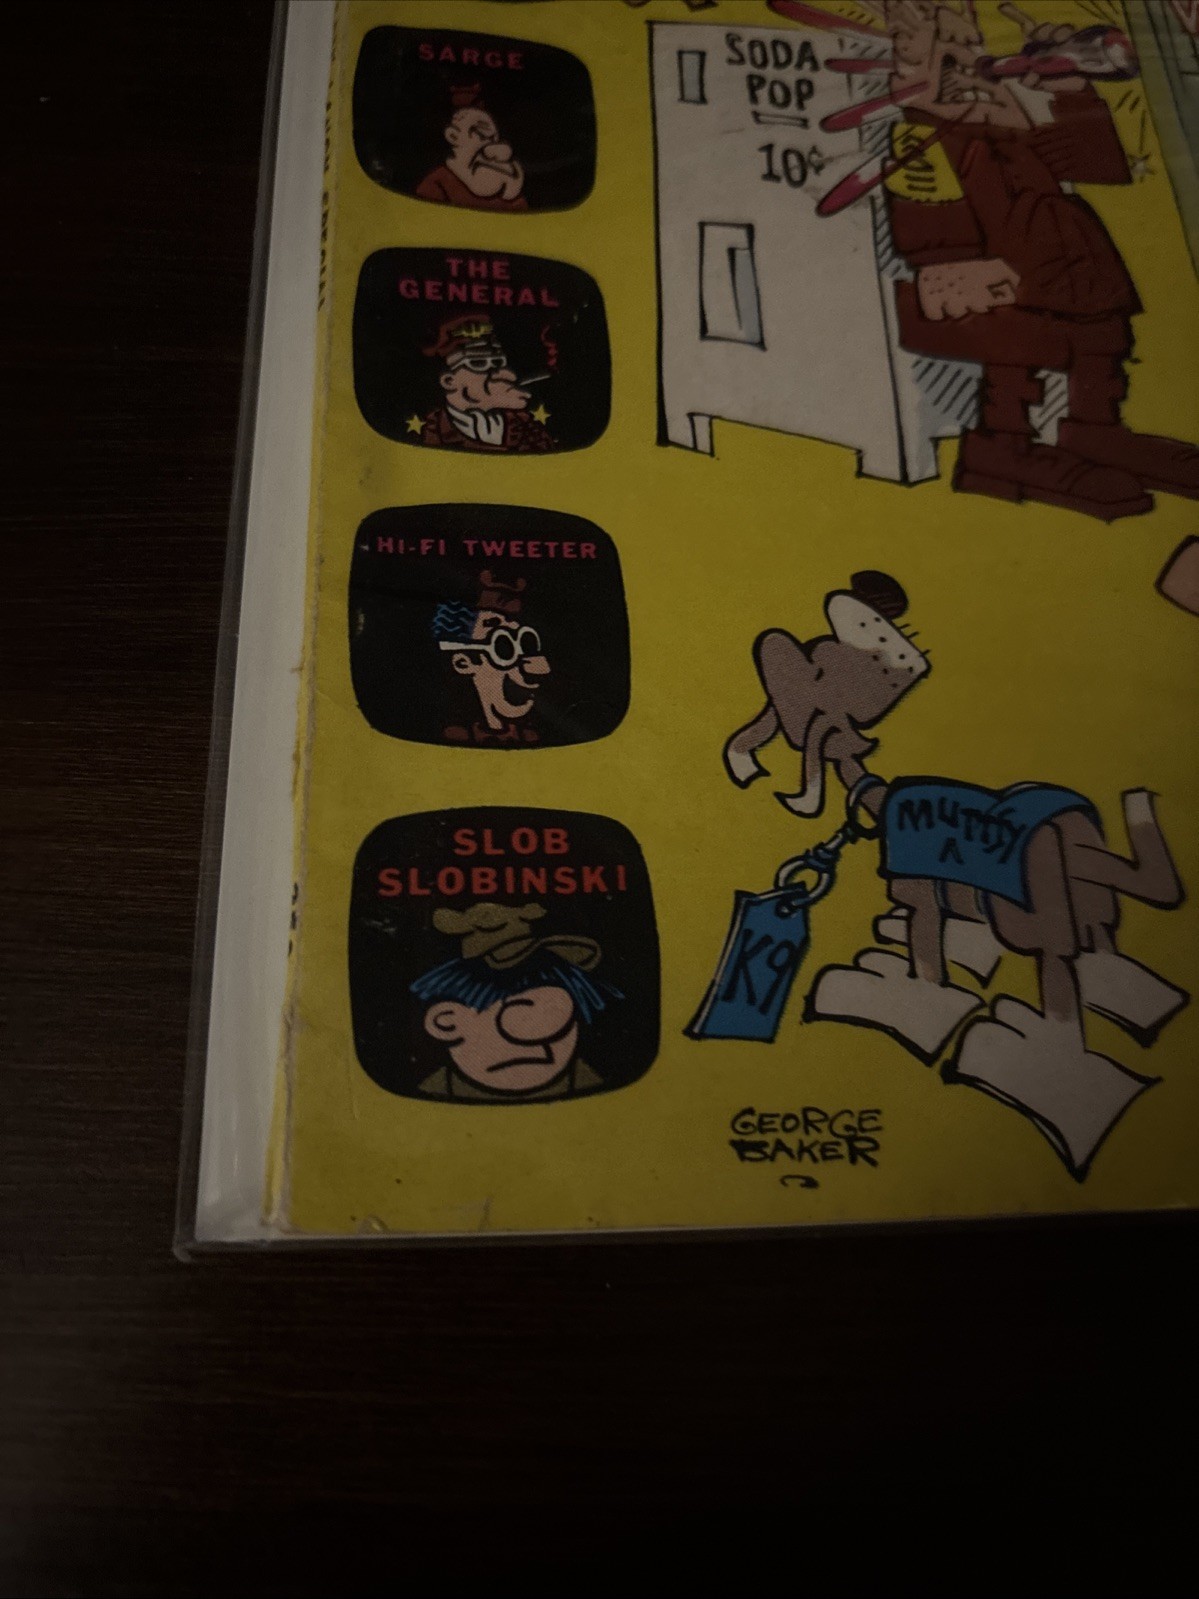 SARGE
THE
GENERAL
HI-FI TWEETER
SLOB
SLOBINSKI
SODA
POP
10¢
MUTTSY
K9
GEORGE
BAKER